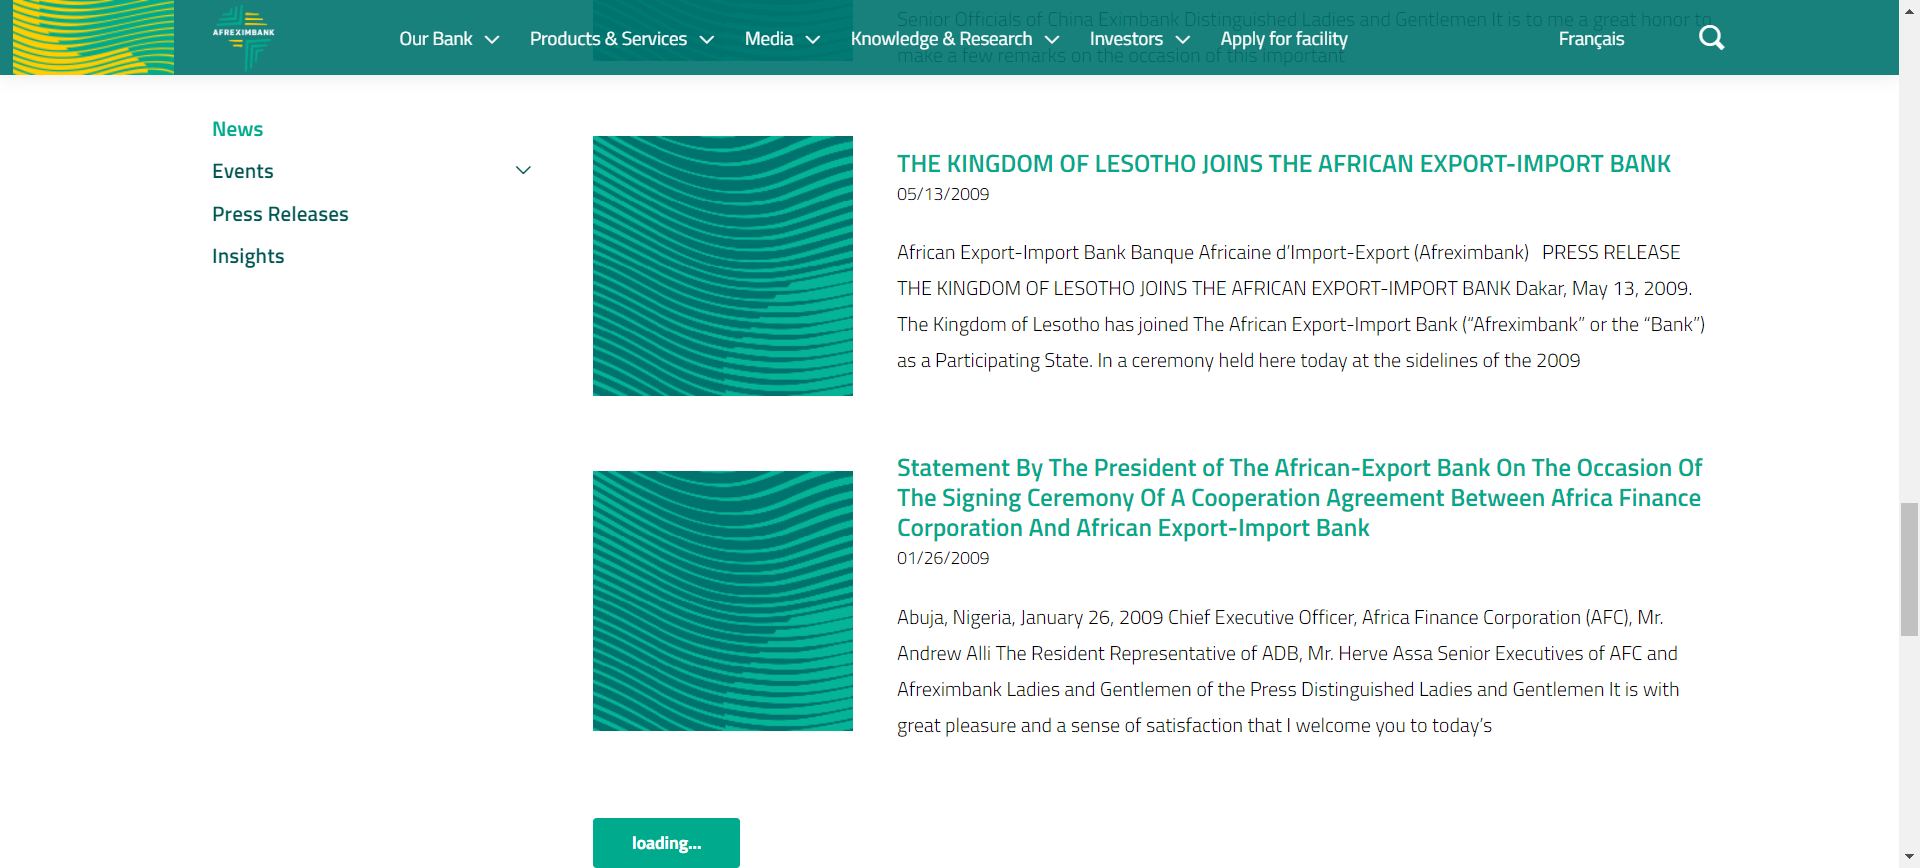 Senior Officials of China Eximbank Distinguished Ladies and Gentlemen It is to me a great honor to
make a few remarks on the occasion of this important
AFREXIMBANK
Our Bank
Products & Services
Media
Knowledge & Research
Investors
Apply for facility
Français
News
Events
Press Releases
Insights
THE KINGDOM OF LESOTHO JOINS THE AFRICAN EXPORT-IMPORT BANK
05/13/2009
African Export-Import Bank Banque Africaine d’Import-Export (Afreximbank)   PRESS RELEASE
THE KINGDOM OF LESOTHO JOINS THE AFRICAN EXPORT-IMPORT BANK Dakar, May 13, 2009.
The Kingdom of Lesotho has joined The African Export-Import Bank (“Afreximbank” or the “Bank”)
as a Participating State. In a ceremony held here today at the sidelines of the 2009
Statement By The President of The African-Export Bank On The Occasion Of
The Signing Ceremony Of A Cooperation Agreement Between Africa Finance
Corporation And African Export-Import Bank
01/26/2009
Abuja, Nigeria, January 26, 2009 Chief Executive Officer, Africa Finance Corporation (AFC), Mr.
Andrew Alli The Resident Representative of ADB, Mr. Herve Assa Senior Executives of AFC and
Afreximbank Ladies and Gentlemen of the Press Distinguished Ladies and Gentlemen It is with
great pleasure and a sense of satisfaction that I welcome you to today’s
loading...